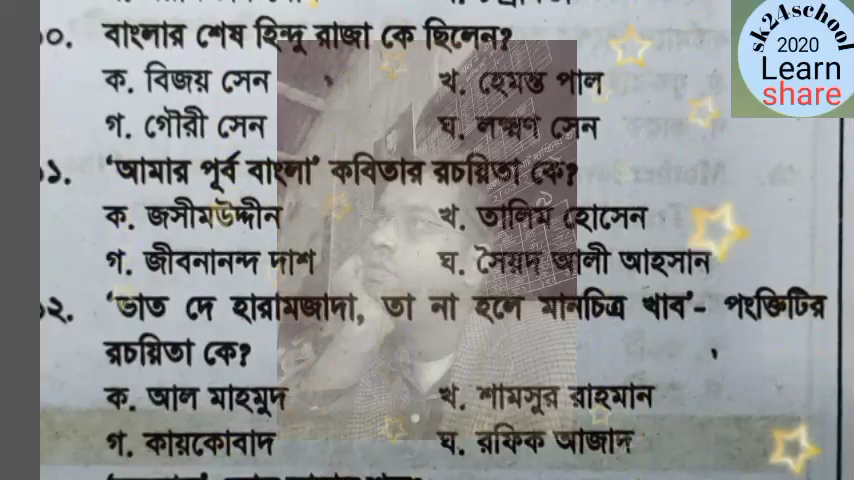 ০. বাংলার শেষ হিন্দু রাজা কে ছিলেন?
ক. বিজয় সেন খ. হেমন্ত পাল
গ. গৌরী সেন ঘ. লক্ষ্মণ সেন
১. ‘আমার পূর্ব বাংলা’ কবিতার রচয়িতা কে?
ক. জসীমউদ্দীন খ. তালিম হোসেন
গ. জীবনানন্দ দাশ ঘ. সৈয়দ আলী আহসান
২. ‘ভাত দে হারামজাদা, তা না হলে মানচিত্র খাব’- পংক্তিটির
রচয়িতা কে?
ক. আল মাহমুদ খ. শামসুর রাহমান
গ. কায়কোবাদ ঘ. রফিক আজাদ
sk24school
2020
Learn
share